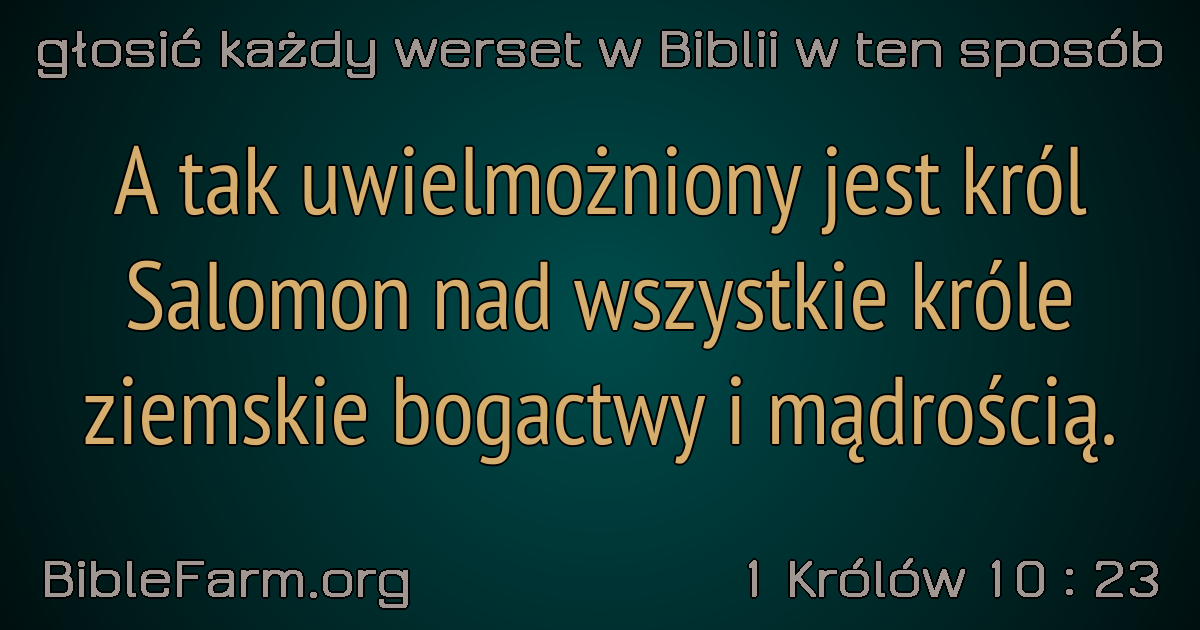 głosić każdy werset w Biblii w ten sposób
A tak uwielmożniony jest król
Salomon nad wszystkie króle
ziemskie bogactwy i mądrością.
BibleFarm.org
1 Królów 10 : 23